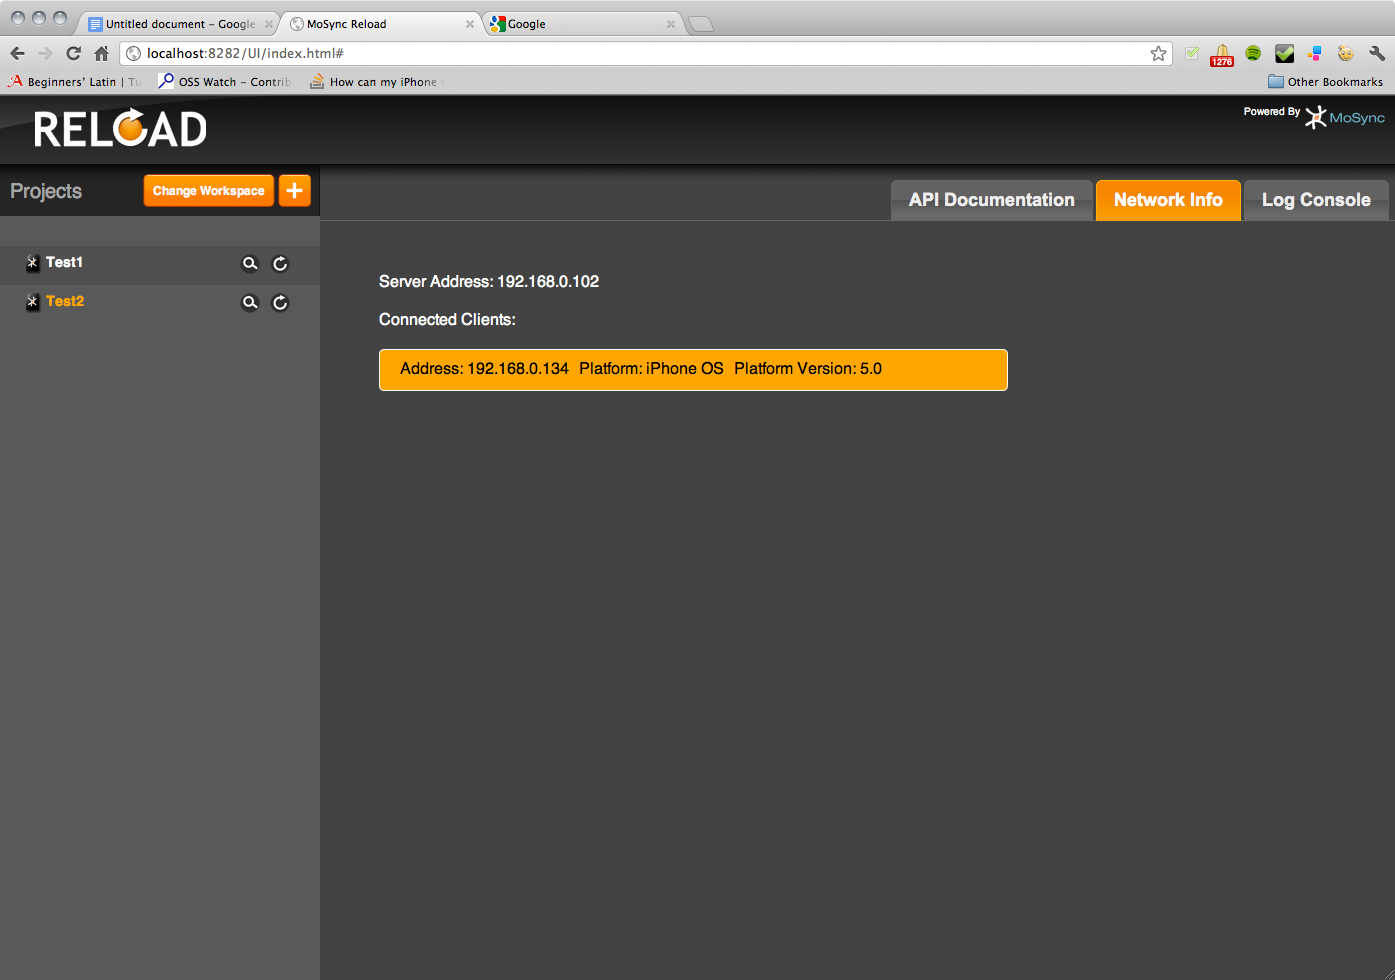 Untitled document – Google
MoSync Reload
Google
localhost:8282/UI/index.html#
1276
Beginners' Latin | Tu
OSS Watch – Contrib
How can my iPhone
Other Bookmarks
RELOAD
Powered By MoSync
Projects
Change Workspace
+
API Documentation
Network Info
Log Console
Test1
Test2
Server Address: 192.168.0.102
Connected Clients:
Address: 192.168.0.134 Platform: iPhone OS Platform Version: 5.0